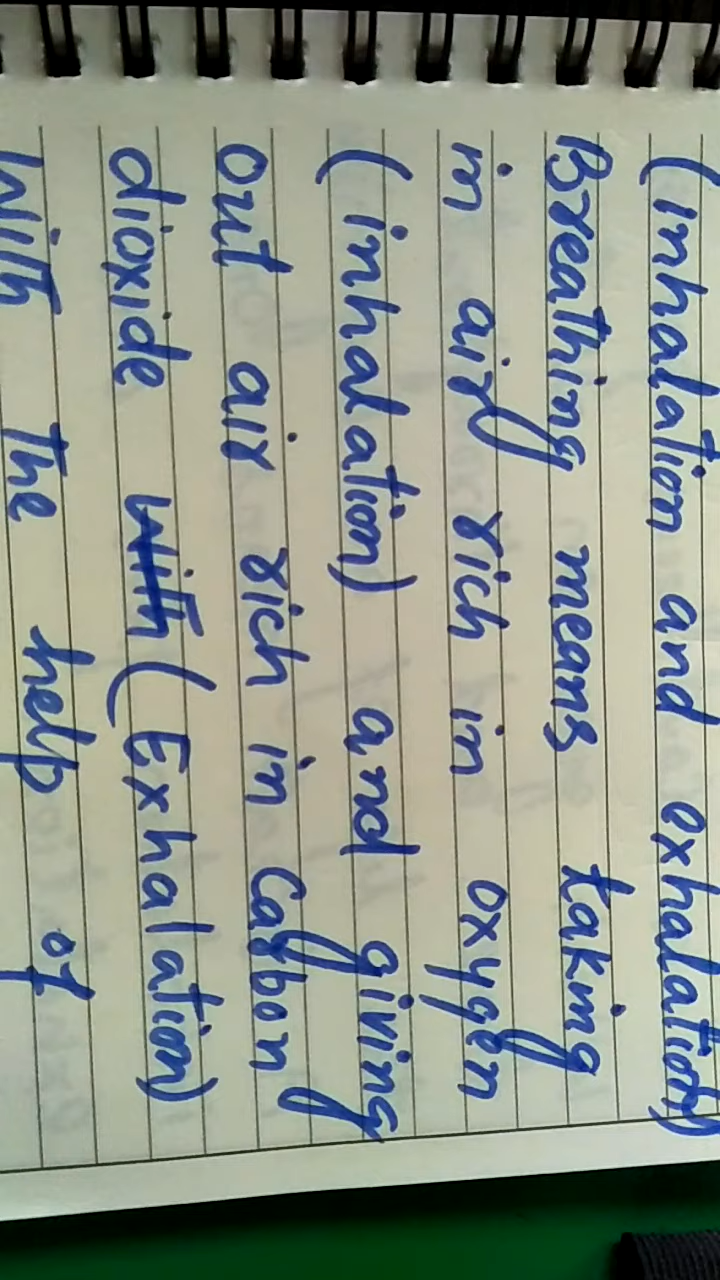 (inhalation and exhalation)
Breathing means taking
in air rich in oxygen
(inhalation) and giving
out air rich in carbon
dioxide with (Exhalation)
with the help of